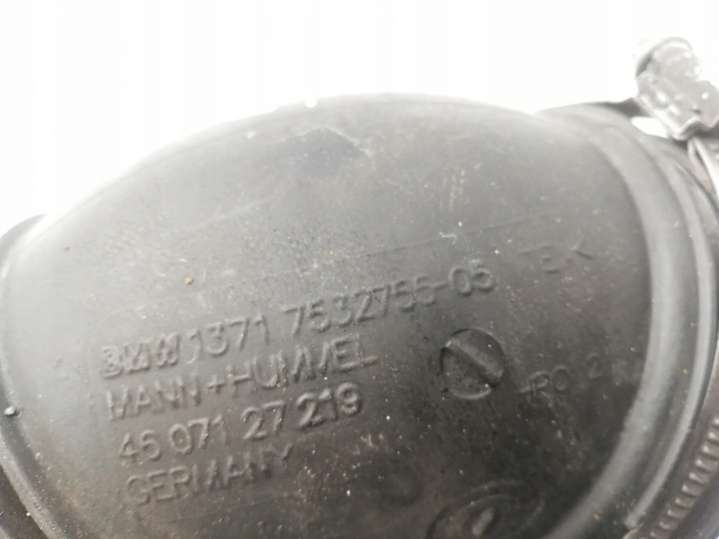 BMW 1371 7532755-05
MANN+HUMMEL
46 071 27 219
GERMANY